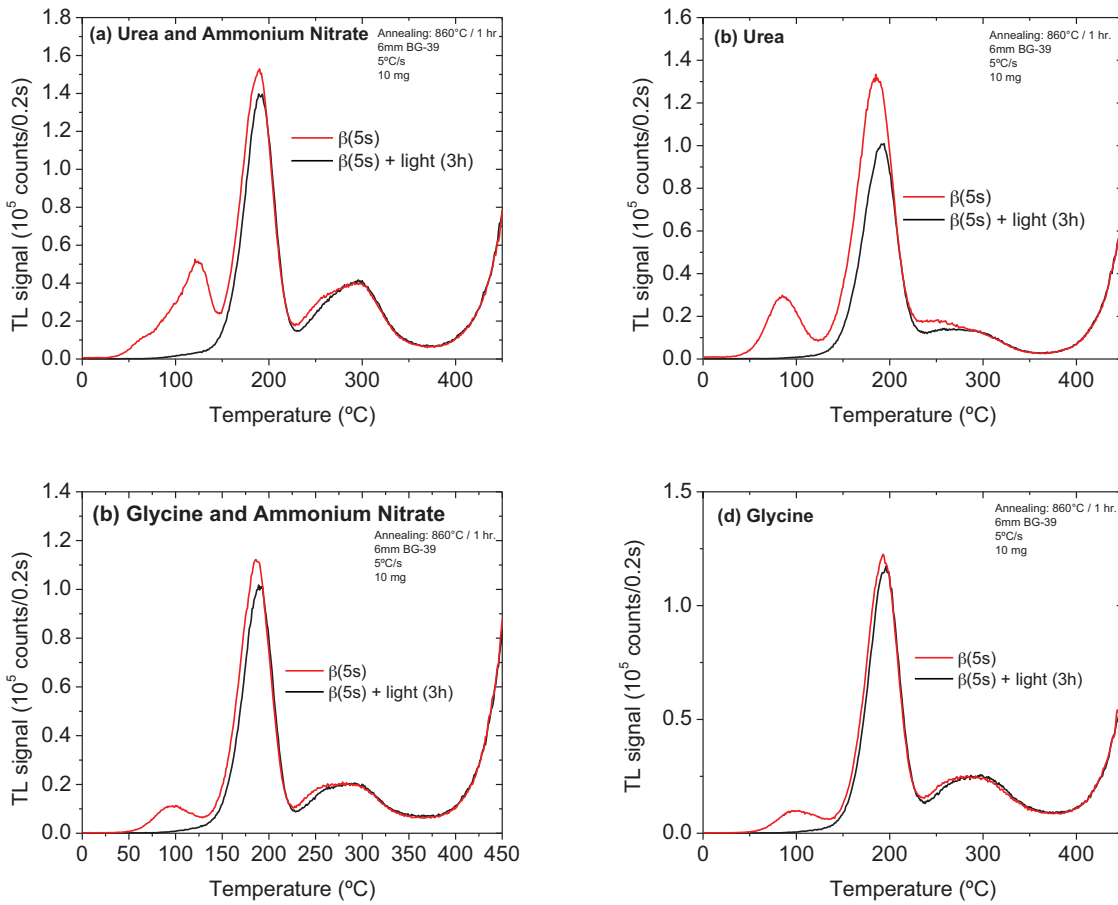 (a) Urea and Ammonium Nitrate
Annealing: 860°C / 1 hr.
6mm BG-39
5ºC/s
10 mg
β(5s)
β(5s) + light (3h)
TL signal (10⁵ counts/0.2s)
1.8
1.6
1.4
1.2
1.0
0.8
0.6
0.4
0.2
0.0
0 100 200 300 400
Temperature (ºC)
(b) Urea
Annealing: 860°C / 1 hr.
6mm BG-39
5ºC/s
10 mg
β(5s)
β(5s) + light (3h)
TL signal (10⁵ counts/0.2s)
1.6
1.4
1.2
1.0
0.8
0.6
0.4
0.2
0.0
0 100 200 300 400
Temperature (ºC)
(b) Glycine and Ammonium Nitrate
Annealing: 860°C / 1 hr.
6mm BG-39
5ºC/s
10 mg
β(5s)
β(5s) + light (3h)
TL signal (10⁵ counts/0.2s)
1.4
1.2
1.0
0.8
0.6
0.4
0.2
0.0
0 50 100 150 200 250 300 350 400 450
Temperature (ºC)
(d) Glycine
Annealing: 860°C / 1 hr.
6mm BG-39
5ºC/s
10 mg
β(5s)
β(5s) + light (3h)
TL signal (10⁵ counts/0.2s)
1.5
1.0
0.5
0.0
0 100 200 300 400
Temperature (ºC)